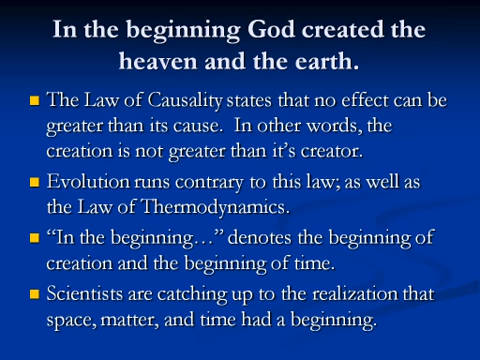 In the beginning God created the
heaven and the earth.
The Law of Causality states that no effect can be
greater than its cause.  In other words, the
creation is not greater than it's creator.
Evolution runs contrary to this law; as well as
the Law of Thermodynamics.
“In the beginning…” denotes the beginning of
creation and the beginning of time.
Scientists are catching up to the realization that
space, matter, and time had a beginning.